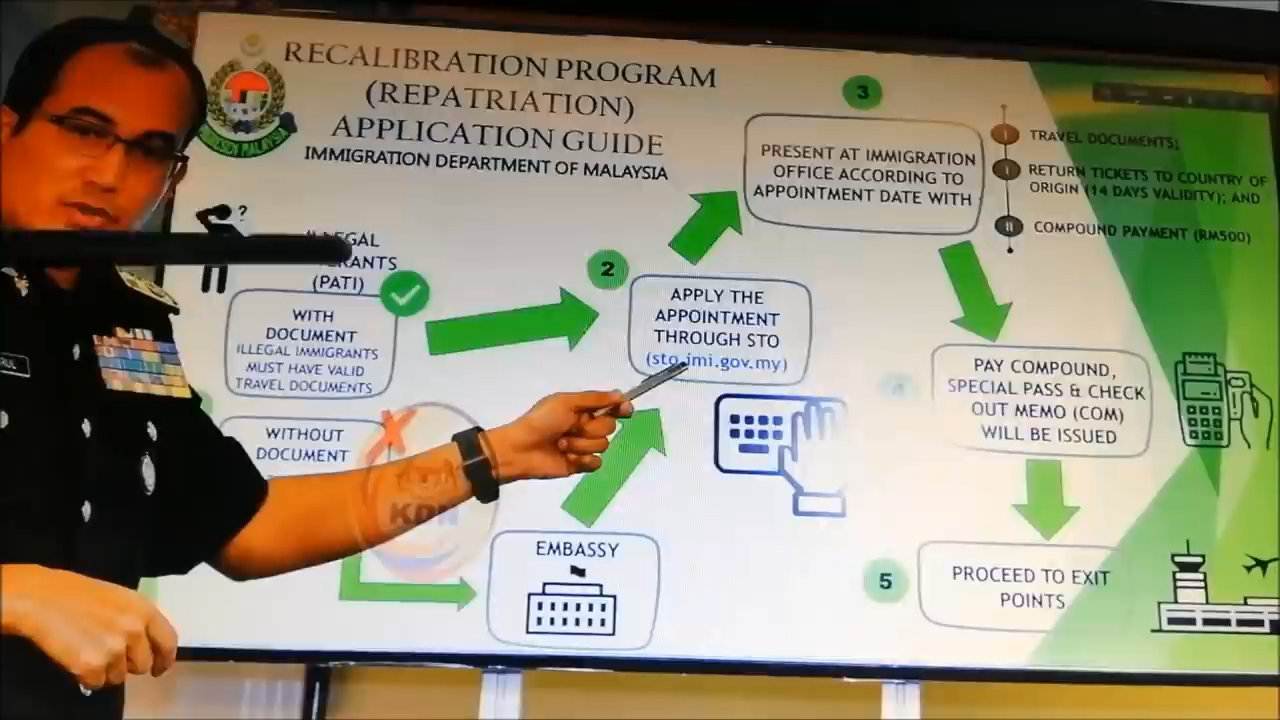 RECALIBRATION PROGRAM
(REPATRIATION)
APPLICATION GUIDE
IMMIGRATION DEPARTMENT OF MALAYSIA
?
(PATI)
WITH
DOCUMENT
ILLEGAL IMMIGRANTS
MUST HAVE VALID
TRAVEL DOCUMENTS
WITHOUT
DOCUMENT
EMBASSY
2
APPLY THE
APPOINTMENT
THROUGH STO
(sto.imi.gov.my)
3
PRESENT AT IMMIGRATION
OFFICE ACCORDING TO
APPOINTMENT DATE WITH
TRAVEL DOCUMENTS;
RETURN TICKETS TO COUNTRY OF
ORIGIN (14 DAYS VALIDITY); AND
COMPOUND PAYMENT (RM500)
PAY COMPOUND,
SPECIAL PASS & CHECK
OUT MEMO (COM)
WILL BE ISSUED
5
PROCEED TO EXIT
POINTS
KDN